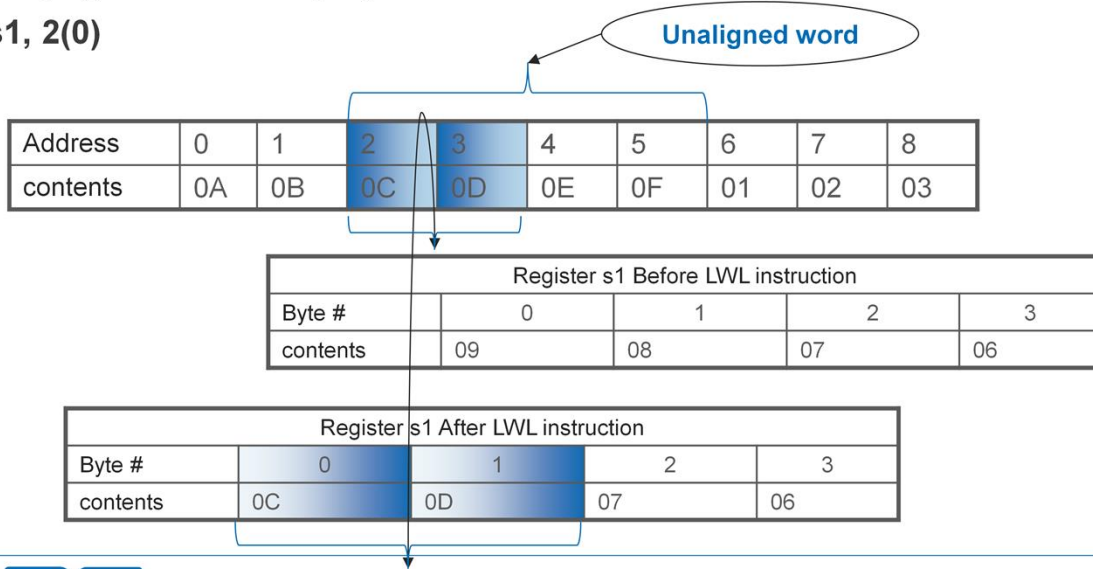 s1, 2(0)
Unaligned word
Address 0 1 2 3 4 5 6 7 8
contents 0A 0B 0C 0D 0E 0F 01 02 03
Register s1 Before LWL instruction
Byte # 0 1 2 3
contents 09 08 07 06
Register s1 After LWL instruction
Byte # 0 1 2 3
contents 0C 0D 07 06